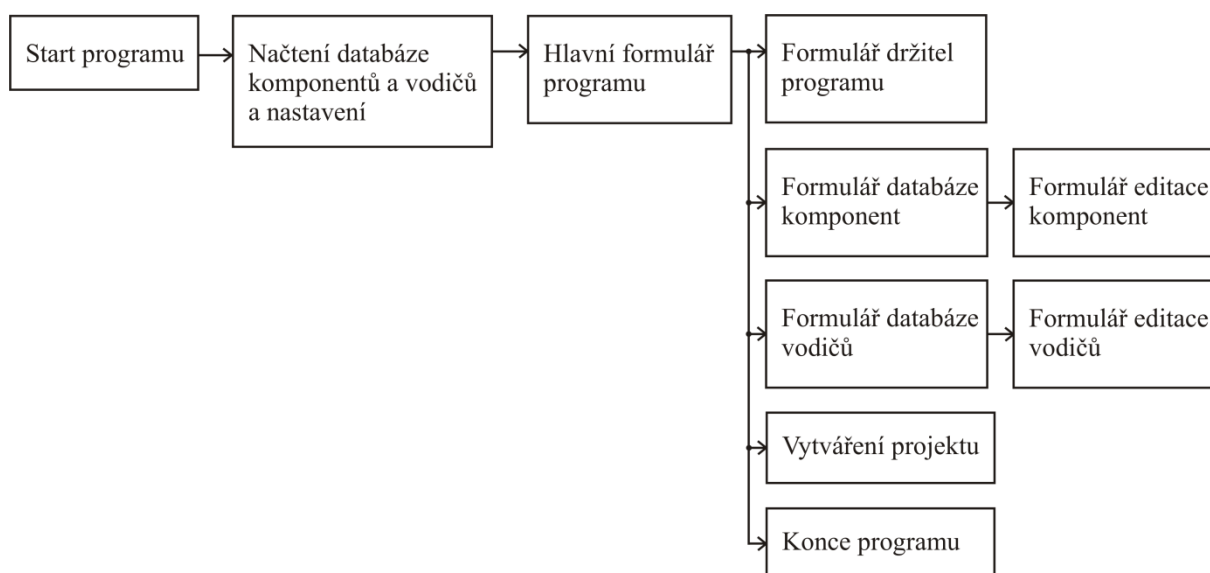 Start programu
Načtení databáze
komponentů a vodičů
a nastavení
Hlavní formulář
programu
Formulář držitel
programu
Formulář databáze
komponent
Formulář editace
komponent
Formulář databáze
vodičů
Formulář editace
vodičů
Vytváření projektu
Konce programu